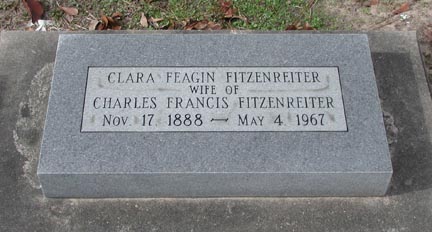 CLARA FEAGIN FITZENREITER
WIFE OF
CHARLES FRANCIS FITZENREITER
NOV. 17 1888 — MAY 4 1967